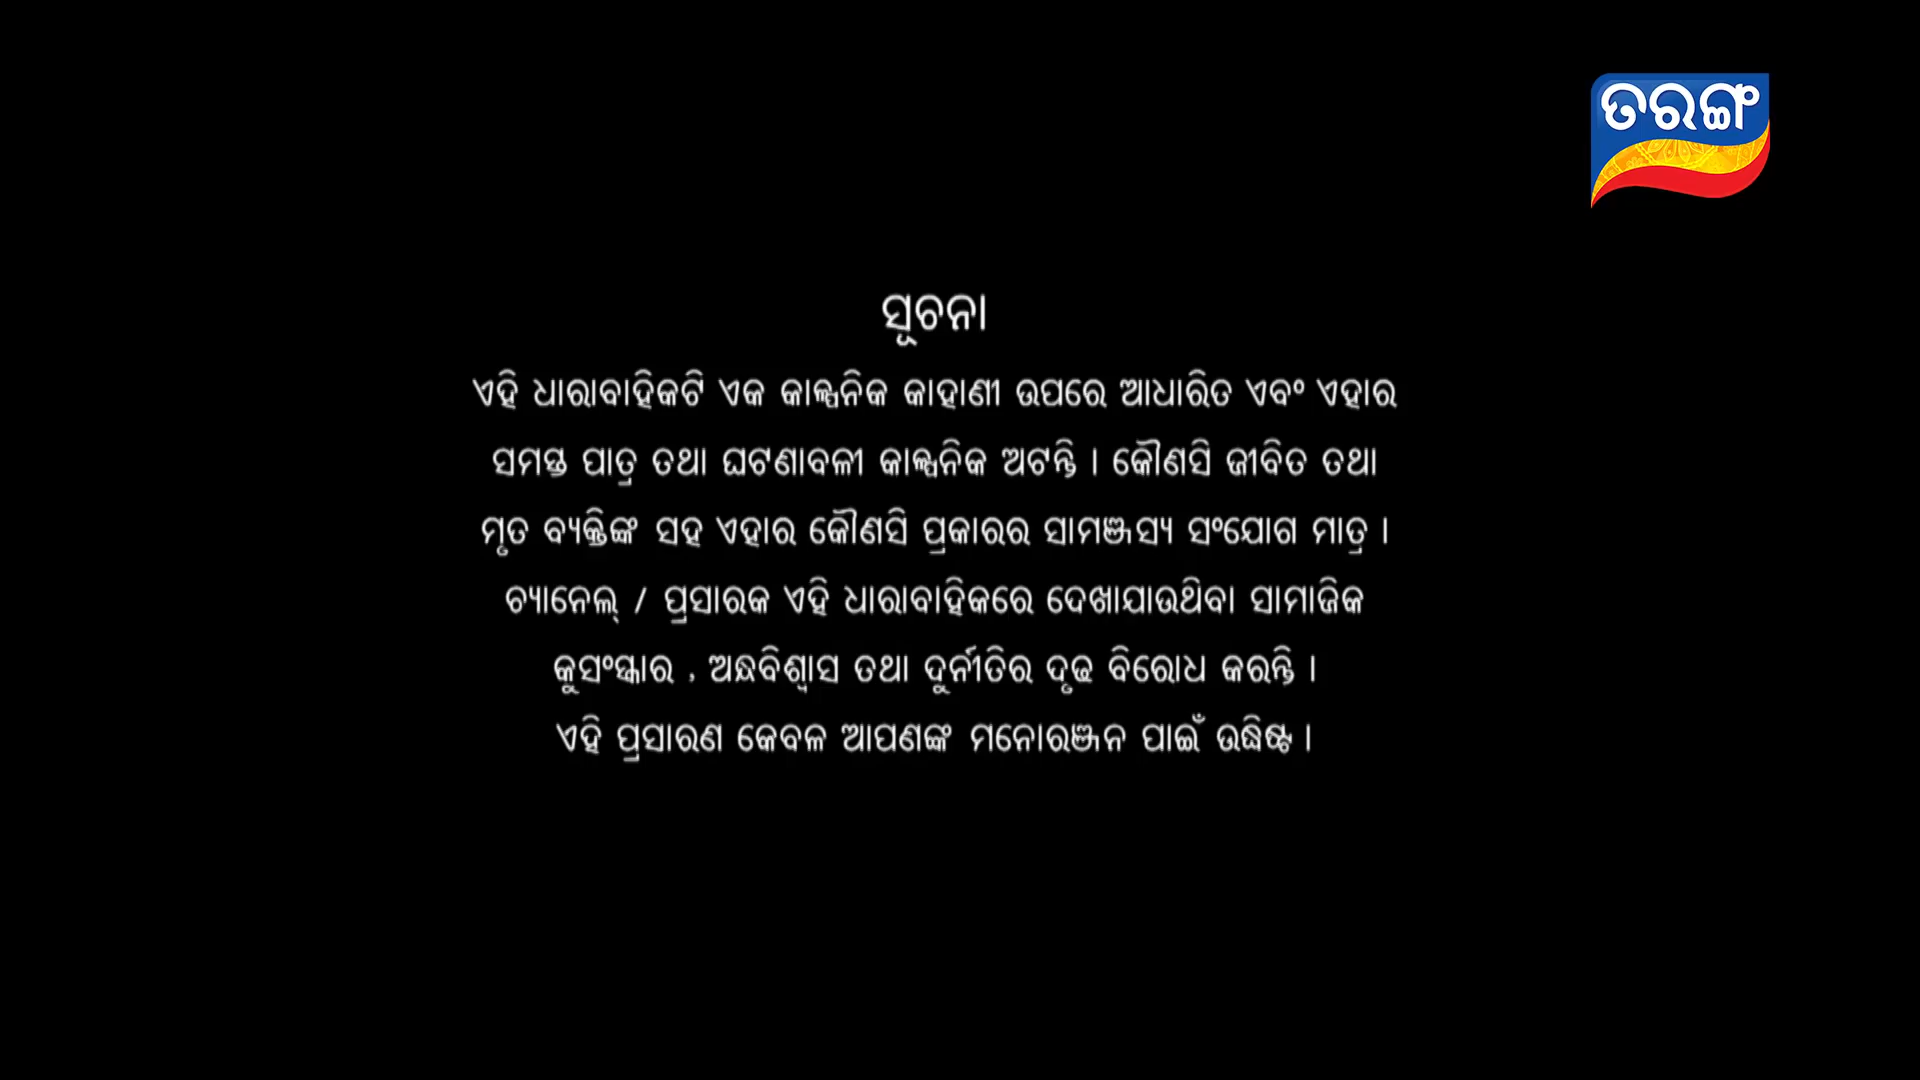 ତରଙ୍ଗ
ସୂଚନା
ଏହି ଧାରାବାହିକଟି ଏକ କାଳ୍ପନିକ କାହାଣୀ ଉପରେ ଆଧାରିତ ଏବଂ ଏହାର
ସମସ୍ତ ପାତ୍ର ତଥା ଘଟଣାବଳୀ କାଳ୍ପନିକ ଅଟନ୍ତି । କୌଣସି ଜୀବିତ ତଥା
ମୃତ ବ୍ୟକ୍ତିଙ୍କ ସହ ଏହାର କୌଣସି ପ୍ରକାରର ସାମଞ୍ଜସ୍ୟ ସଂଯୋଗ ମାତ୍ର ।
ଚ୍ୟାନେଲ୍ / ପ୍ରସାରକ ଏହି ଧାରାବାହିକରେ ଦେଖାଯାଉଥିବା ସାମାଜିକ
କୁସଂସ୍କାର , ଅନ୍ଧବିଶ୍ୱାସ ତଥା ଦୁର୍ନୀତିର ଦୃଢ ବିରୋଧ କରନ୍ତି ।
ଏହି ପ୍ରସାରଣ କେବଳ ଆପଣଙ୍କ ମନୋରଞ୍ଜନ ପାଇଁ ଉଦ୍ଧିଷ୍ଟ ।